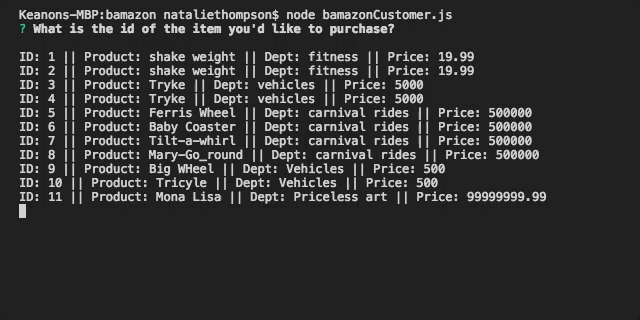 Keanons-MBP:bamazon nataliethompson$ node bamazonCustomer.js
? What is the id of the item you'd like to purchase?
ID: 1 || Product: shake weight || Dept: fitness || Price: 19.99
ID: 2 || Product: shake weight || Dept: fitness || Price: 19.99
ID: 3 || Product: Tryke || Dept: vehicles || Price: 5000
ID: 4 || Product: Tryke || Dept: vehicles || Price: 5000
ID: 5 || Product: Ferris Wheel || Dept: carnival rides || Price: 500000
ID: 6 || Product: Baby Coaster || Dept: carnival rides || Price: 500000
ID: 7 || Product: Tilt-a-whirl || Dept: carnival rides || Price: 500000
ID: 8 || Product: Mary-Go_round || Dept: carnival rides || Price: 500000
ID: 9 || Product: Big WHeel || Dept: Vehicles || Price: 500
ID: 10 || Product: Tricyle || Dept: Vehicles || Price: 500
ID: 11 || Product: Mona Lisa || Dept: Priceless art || Price: 99999999.99